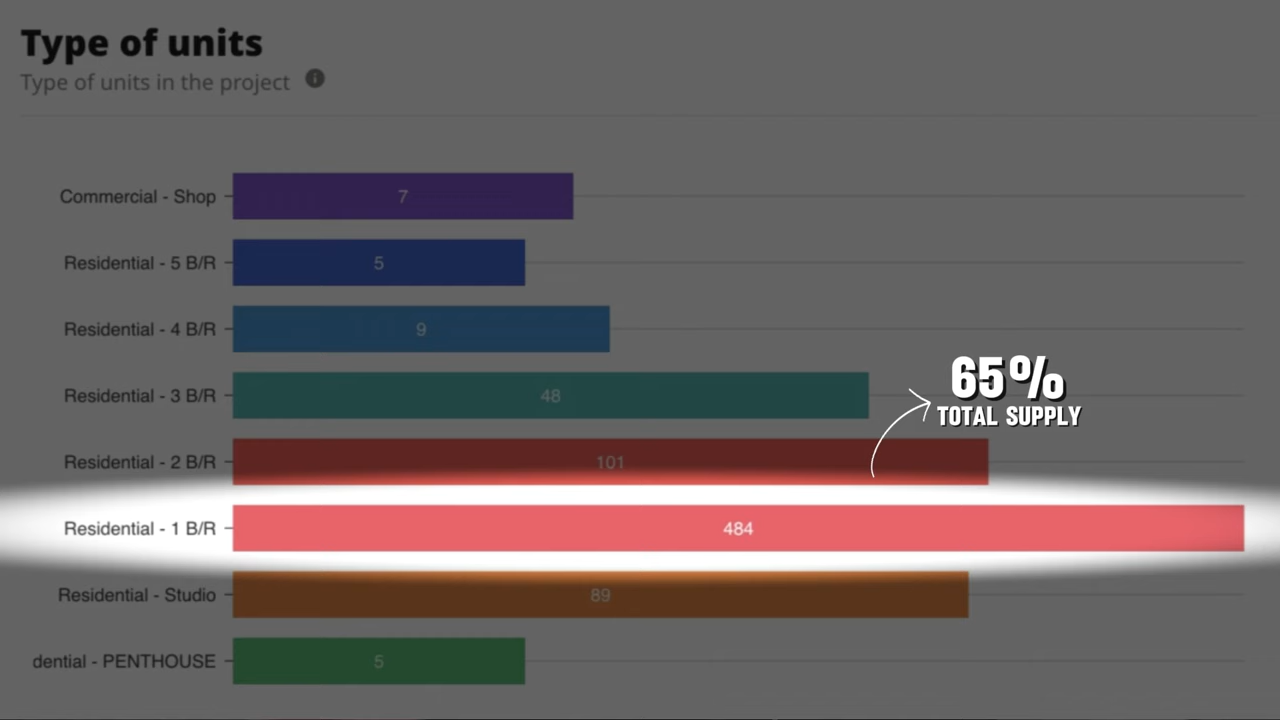 Type of units
Type of units in the project
Commercial - Shop 7
Residential - 5 B/R 5
Residential - 4 B/R 9
Residential - 3 B/R 48
65%
TOTAL SUPPLY
Residential - 2 B/R 101
Residential - 1 B/R 484
Residential - Studio 89
dential - PENTHOUSE 5